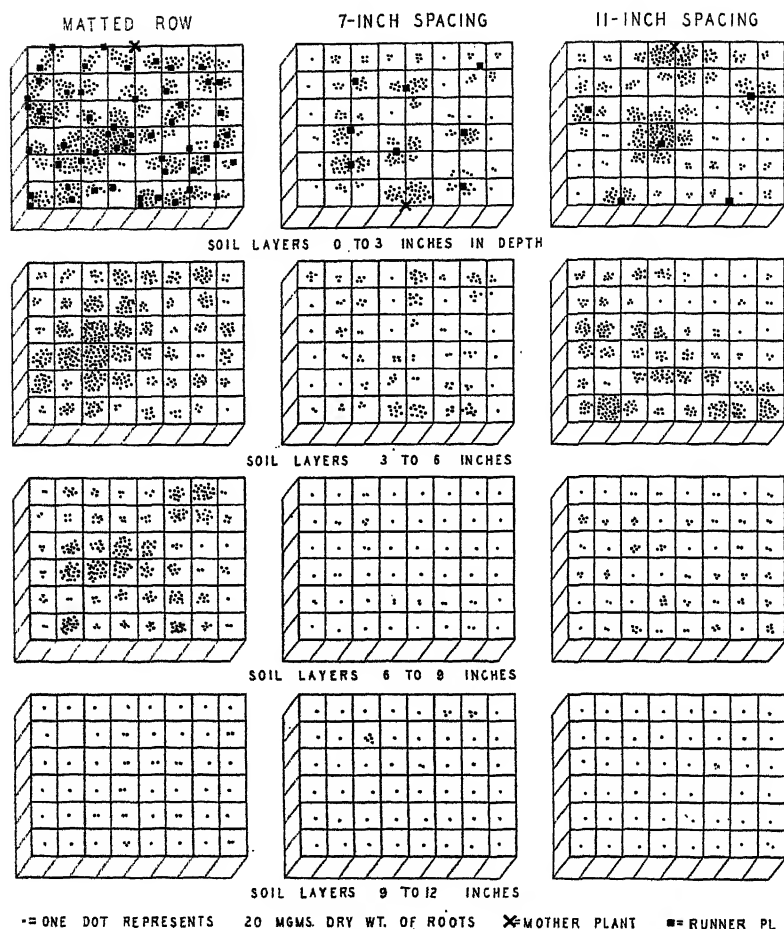 MATTED ROW 7-INCH SPACING 11-INCH SPACING
SOIL LAYERS 0 TO 3 INCHES IN DEPTH
SOIL LAYERS 3 TO 6 INCHES
SOIL LAYERS 6 TO 9 INCHES
SOIL LAYERS 9 TO 12 INCHES
·= ONE DOT REPRESENTS 20 MGMS. DRY WT. OF ROOTS X=MOTHER PLANT ■= RUNNER PL